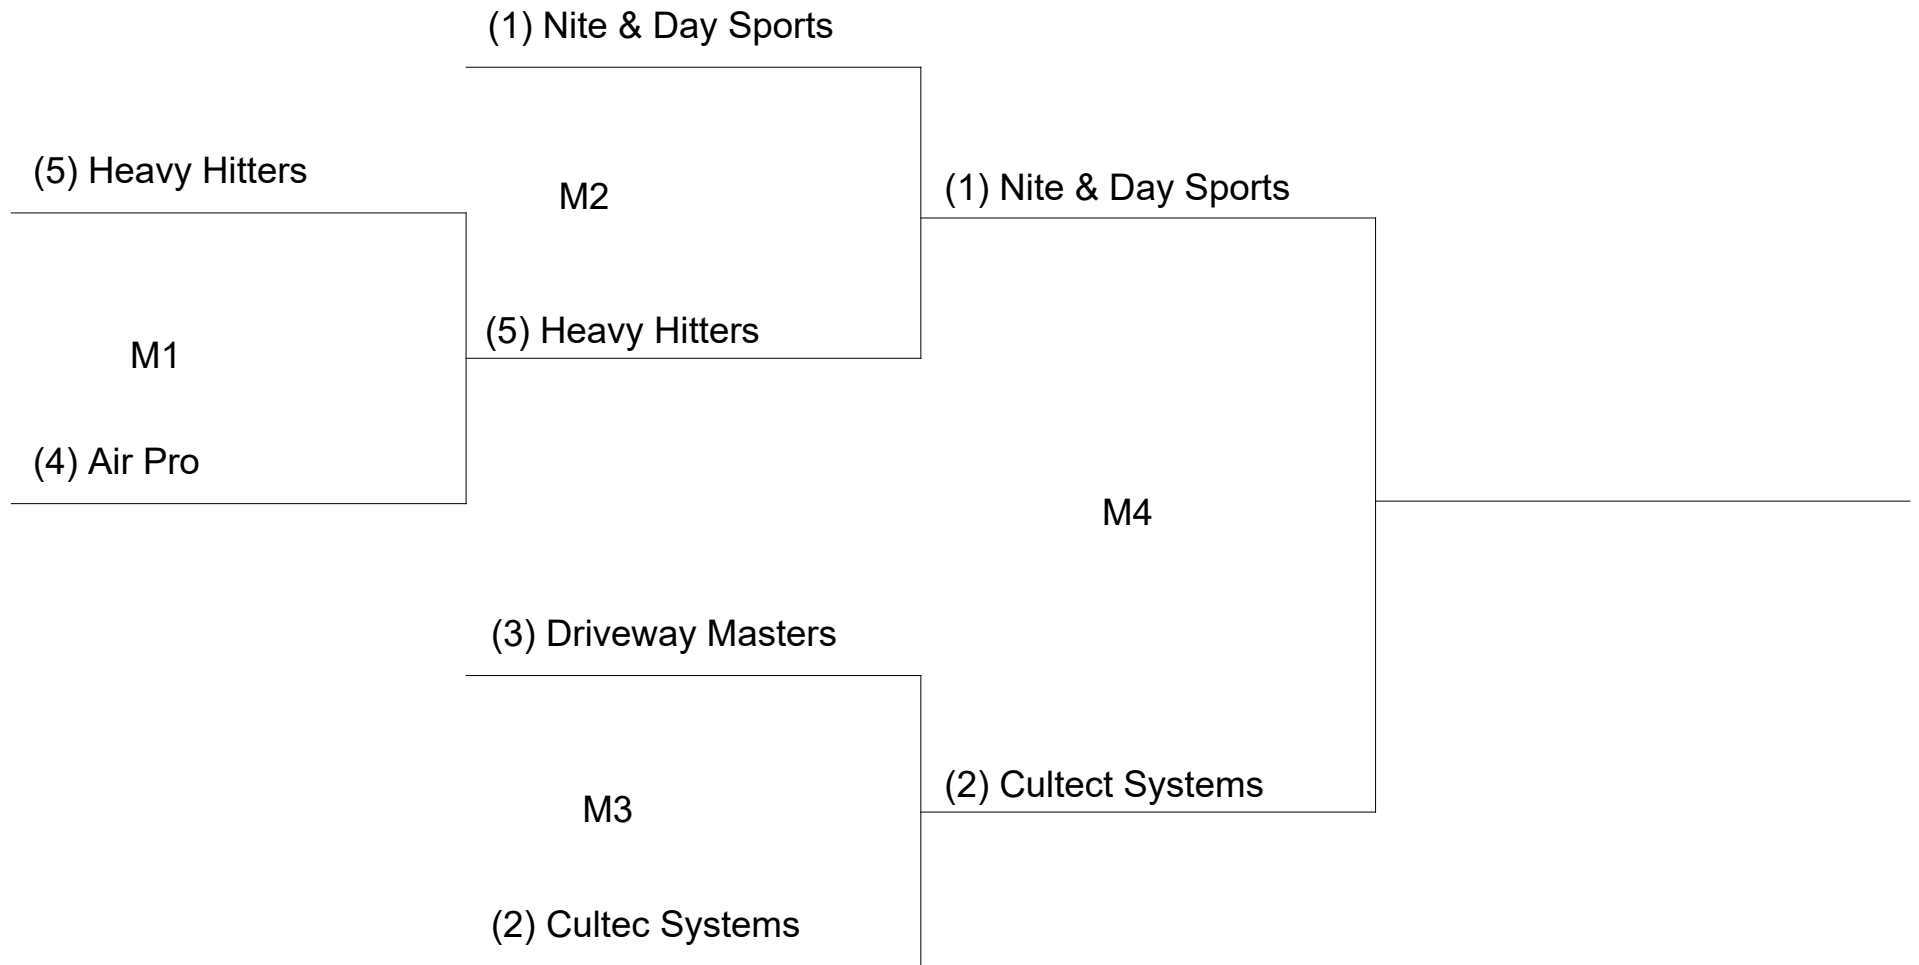 (1) Nite & Day Sports
(5) Heavy Hitters
M2
(1) Nite & Day Sports
M1
(5) Heavy Hitters
(4) Air Pro
M4
(3) Driveway Masters
M3
(2) Cultect Systems
(2) Cultec Systems